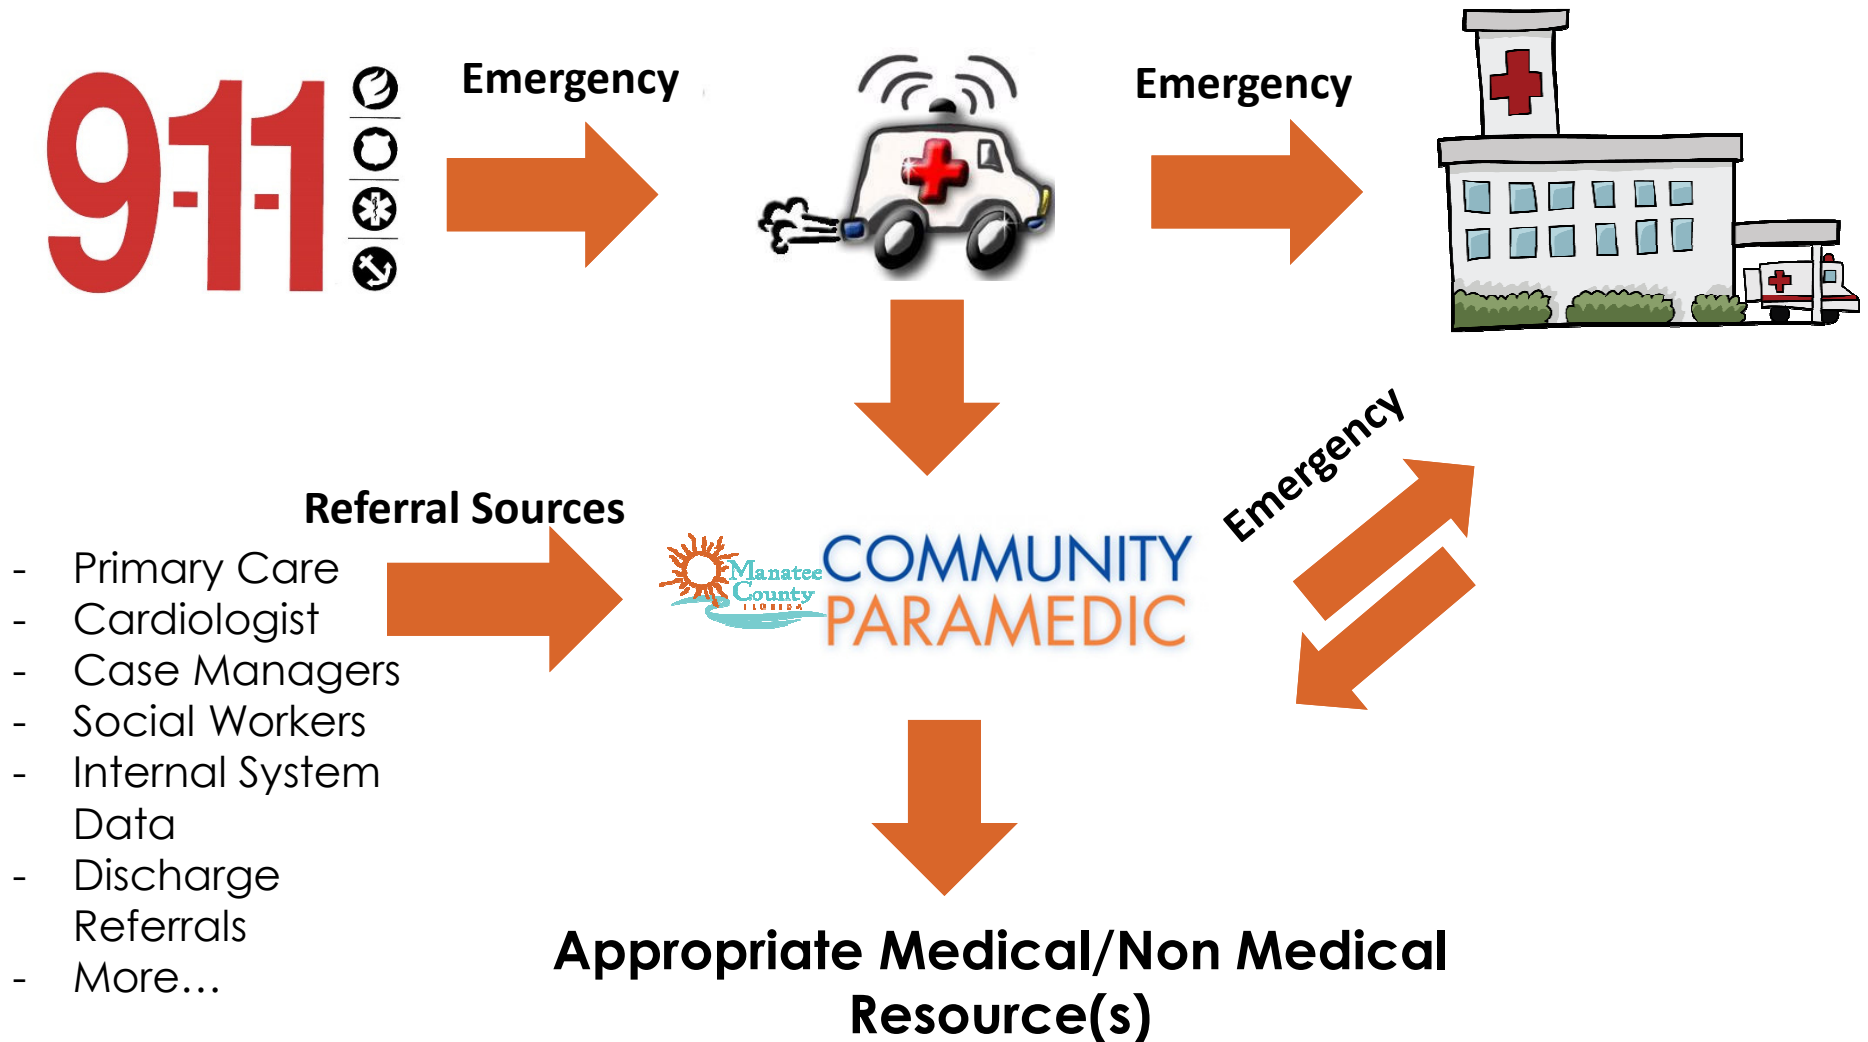 9-1-1
Emergency
Emergency
Emergency
Referral Sources
- Primary Care
- Cardiologist
- Case Managers
- Social Workers
- Internal System
Data
- Discharge
Referrals
- More…
Manatee
County
FLORIDA
COMMUNITY
PARAMEDIC
Appropriate Medical/Non Medical
Resource(s)